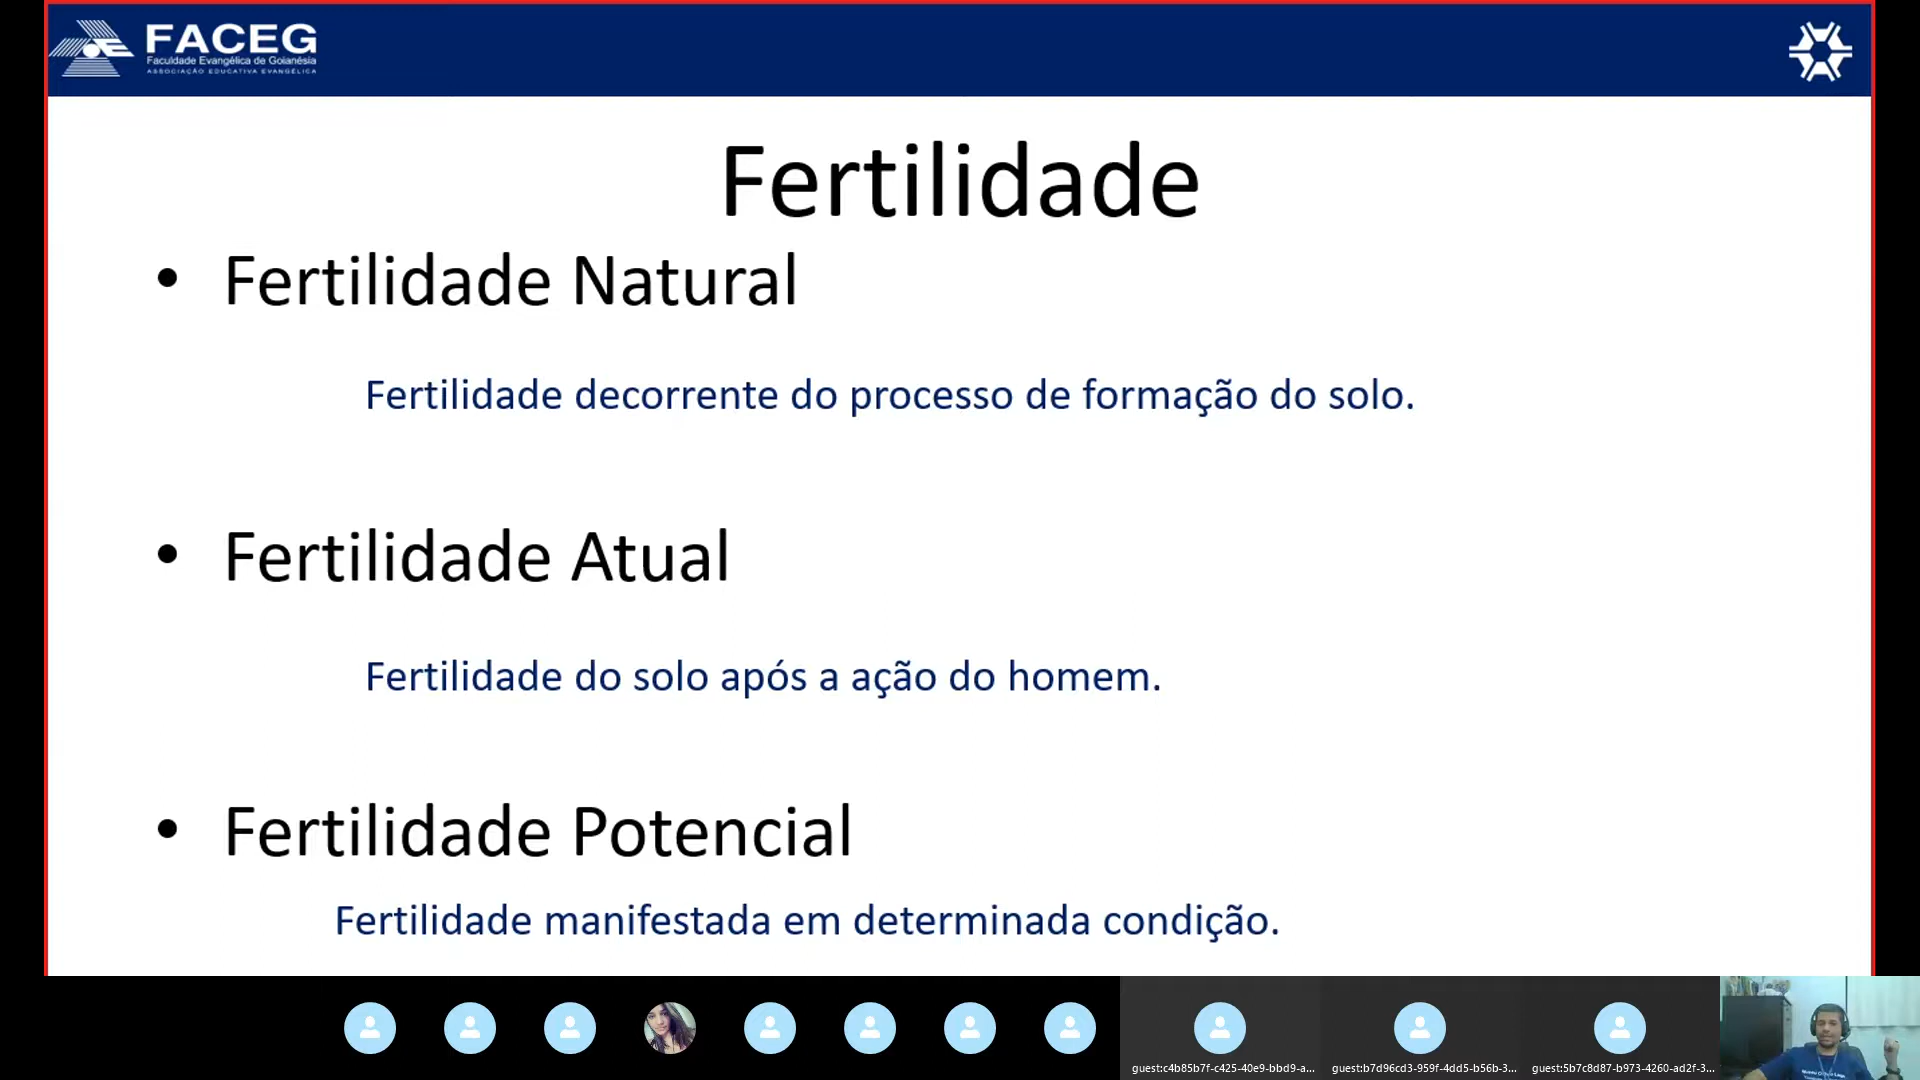 FACEG
Faculdade Evangélica de Goianésia
ASSOCIAÇÃO EDUCATIVA EVANGÉLICA
Fertilidade
• Fertilidade Natural
Fertilidade decorrente do processo de formação do solo.
• Fertilidade Atual
Fertilidade do solo após a ação do homem.
• Fertilidade Potencial
Fertilidade manifestada em determinada condição.
guest:c4b85b7f-c425-40e9-bbd9-a...
guest:b7d96cd3-959f-4dd5-b56b-3...
guest:5b7c8d87-b973-4260-ad2f-3...